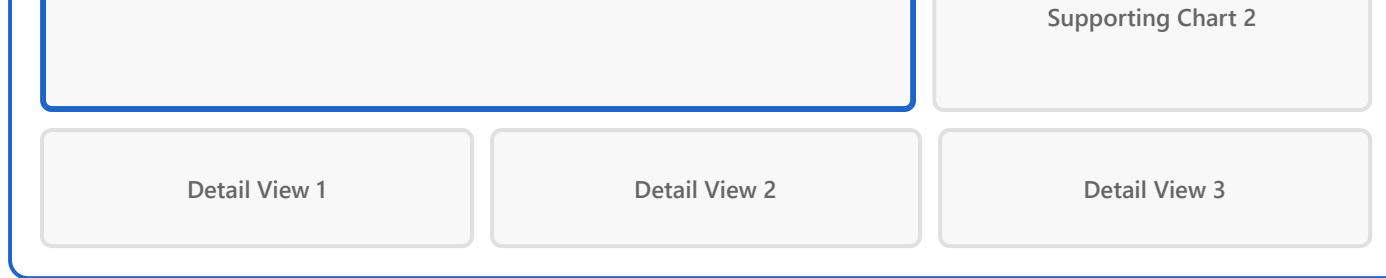 Supporting Chart 2
Detail View 1
Detail View 2
Detail View 3